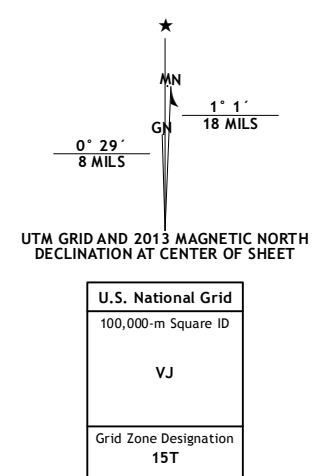 ★
MN
GN
1° 1´
18 MILS
0° 29´
8 MILS
UTM GRID AND 2013 MAGNETIC NORTH
DECLINATION AT CENTER OF SHEET
U.S. National Grid
100,000-m Square ID
VJ
Grid Zone Designation
15T